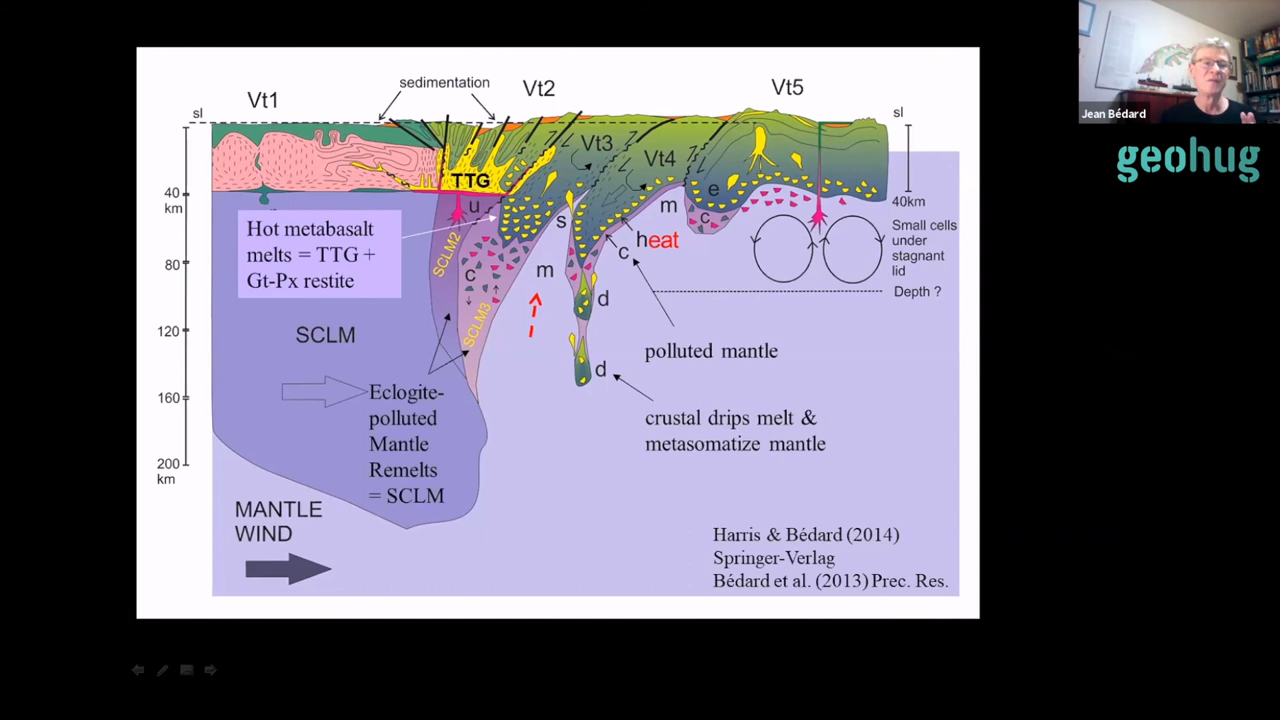 sedimentation
Vt1
Vt2
Vt5
sl
sl
Jean Bédard
geohug
Vt3
Vt4
TTG
40
km
u
e
s
m
c
40km
Hot metabasalt
melts = TTG +
Gt-Px restite
SCLM2
c
m
heat
c
Small cells
under
stagnant
lid
80
Depth ?
d
SCLM3
120
SCLM
polluted mantle
d
160
Eclogite-
polluted
Mantle
Remelts
= SCLM
crustal drips melt &
metasomatize mantle
200
km
MANTLE
WIND
Harris & Bédard (2014)
Springer-Verlag
Bédard et al. (2013) Prec. Res.